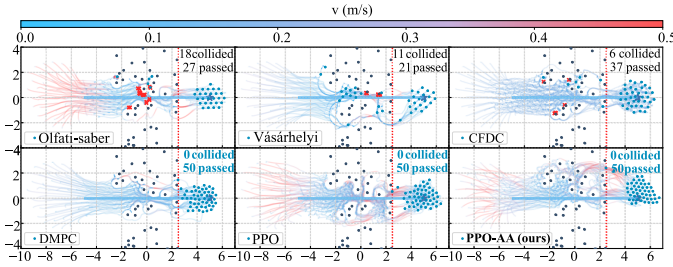 v (m/s)
0.0 0.1 0.2 0.3 0.4 0.5
4 2 0 −2 −4
18collided
27 passed
Olfati-saber
11 collided
21 passed
Vásárhelyi
6 collided
37 passed
CFDC
2 0 −2 −4
0 collided
50 passed
DMPC
0 collided
50 passed
PPO
0 collided
50 passed
PPO-AA (ours)
−10 −8 −6 −4 −2 0 2 4 6
−10 −8 −6 −4 −2 0 2 4 6
−10 −8 −6 −4 −2 0 2 4 6